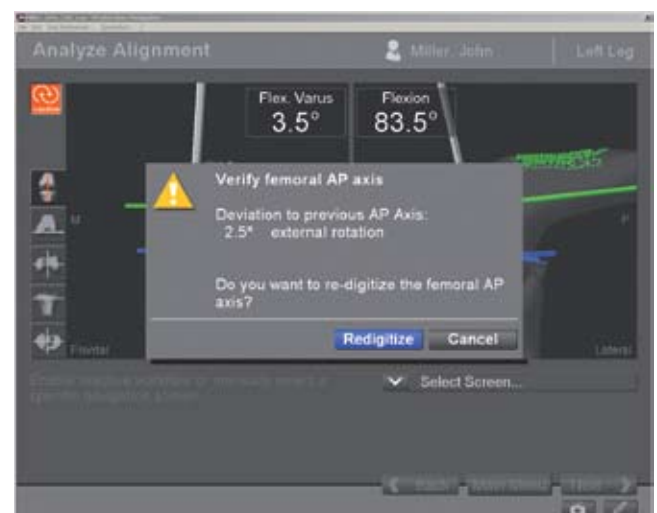 Analyze Alignment
Miller, John
Left Leg
Flex. Varus
3.5°
Flexion
83.5°
Verify femoral AP axis
Deviation to previous AP Axis:
2.5° external rotation
Do you want to re-digitize the femoral AP
axis?
Redigitize
Cancel
M
P
Frontal
Lateral
Select Screen...
Back
Main Menu
Next